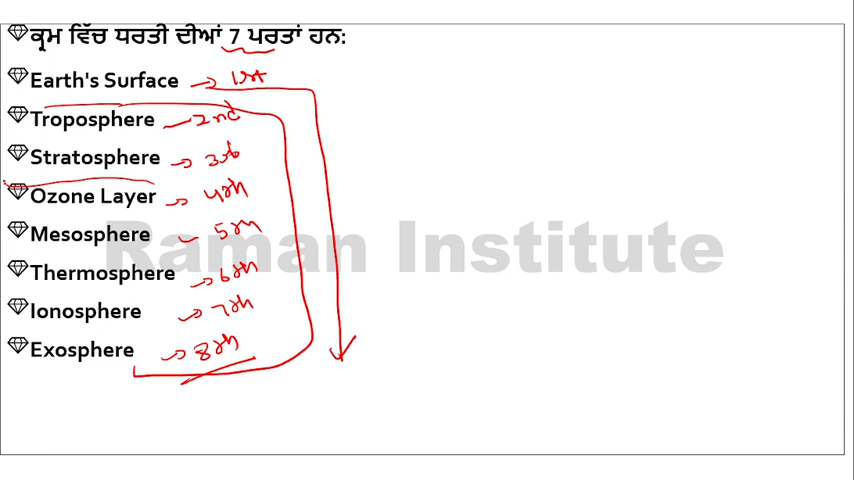 ਕ੍ਰਮ ਵਿੱਚ ਧਰਤੀ ਦੀਆਂ 7 ਪਰਤਾਂ ਹਨ:
Earth's Surface → 1st
Troposphere — 2nd
Stratosphere → 3rd
Ozone Layer → 4th
Mesosphere - 5th
Thermosphere → 6th
Ionosphere → 7th
Exosphere → 8th
Raman Institute